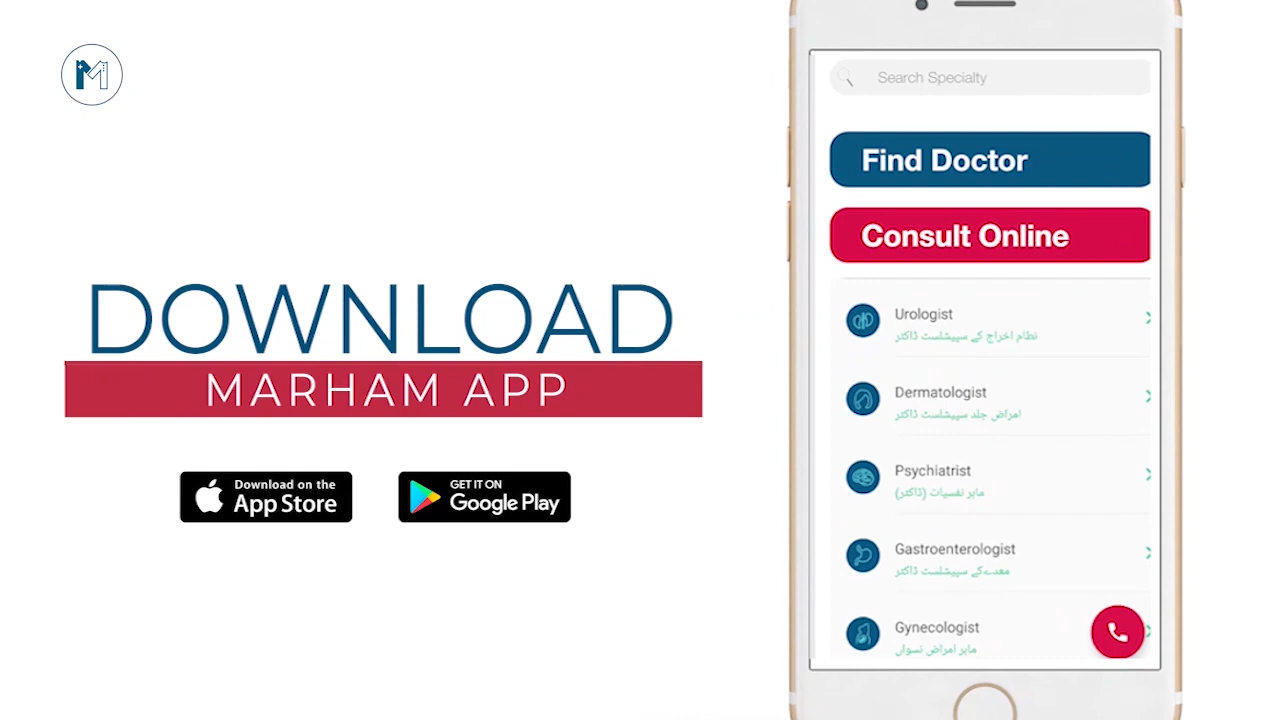 M
DOWNLOAD
MARHAM APP
Download on the
App Store
GET IT ON
Google Play
Search Specialty
Find Doctor
Consult Online
Urologist
نظام اخراج کے سپیشلسٹ ڈاکٹر
Dermatologist
امراض جلد سپیشلسٹ ڈاکٹر
Psychiatrist
ماہر نفسیات (ڈاکٹر)
Gastroenterologist
معدےکے سپیشلسٹ ڈاکٹر
Gynecologist
ماہر امراض نسواں